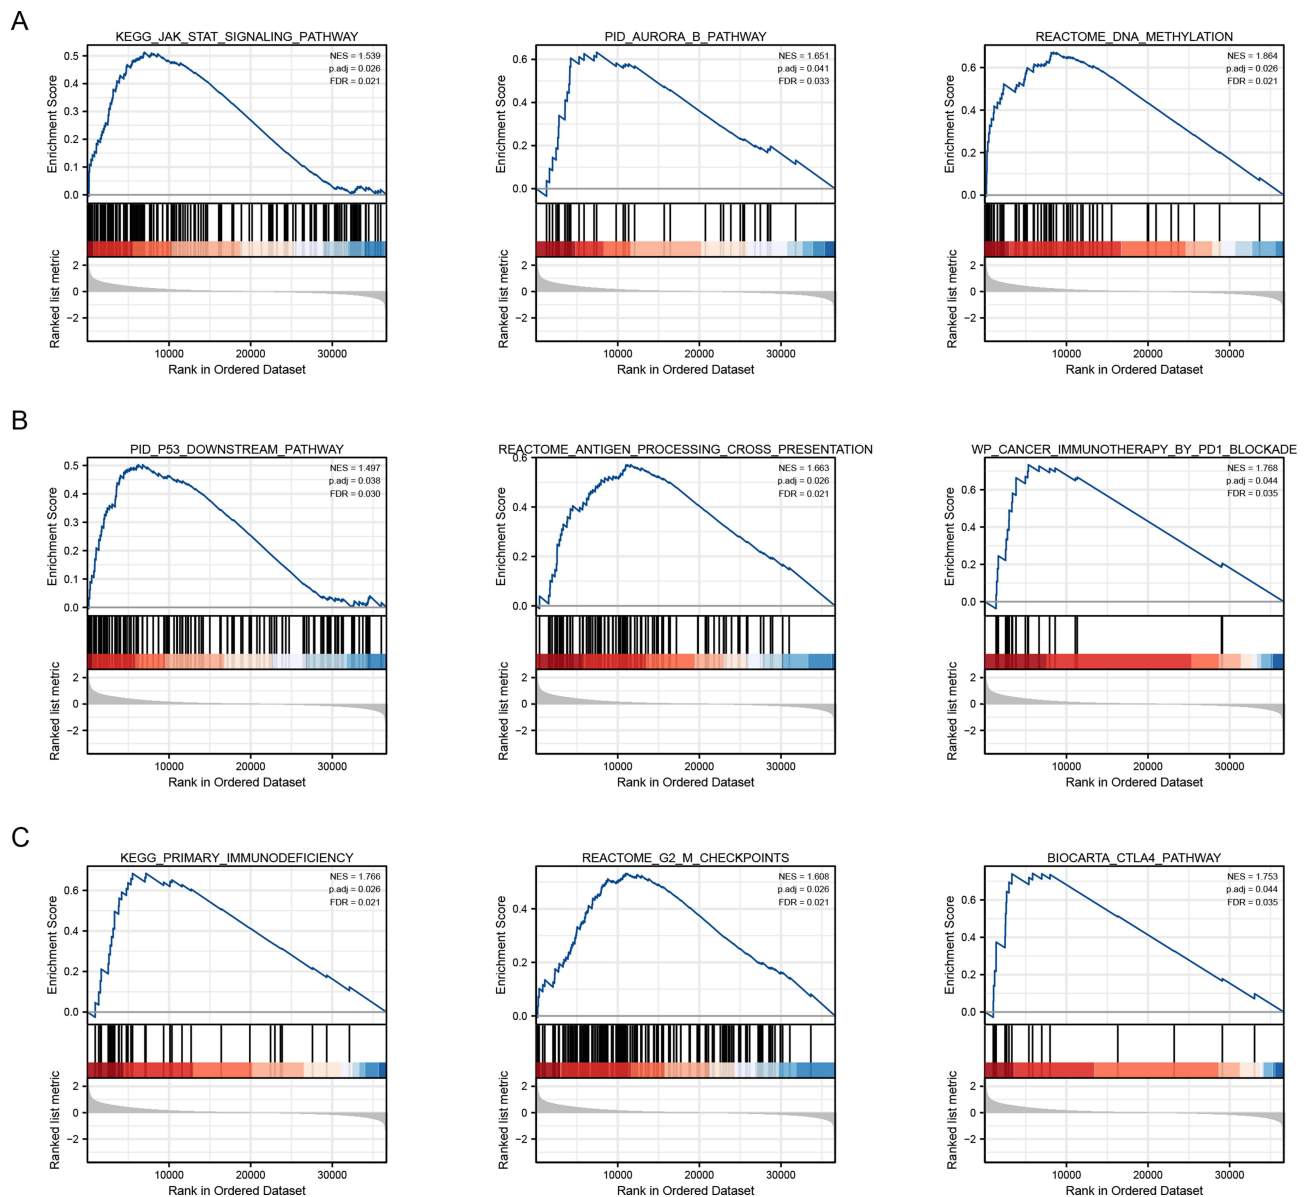 A
KEGG_JAK_STAT_SIGNALING_PATHWAY
NES = 1.539
p.adj = 0.026
FDR = 0.021
Enrichment Score
0.5
0.4
0.3
0.2
0.1
0.0
Ranked list metric
2
0
−2
10000 20000 30000
Rank in Ordered Dataset
PID_AURORA_B_PATHWAY
NES = 1.651
p.adj = 0.041
FDR = 0.033
Enrichment Score
0.6
0.4
0.2
0.0
Ranked list metric
2
0
−2
10000 20000 30000
Rank in Ordered Dataset
REACTOME_DNA_METHYLATION
NES = 1.864
p.adj = 0.026
FDR = 0.021
Enrichment Score
0.6
0.4
0.2
0.0
Ranked list metric
2
0
−2
10000 20000 30000
Rank in Ordered Dataset
B
PID_P53_DOWNSTREAM_PATHWAY
NES = 1.497
p.adj = 0.038
FDR = 0.030
Enrichment Score
0.5
0.4
0.3
0.2
0.1
0.0
Ranked list metric
2
0
−2
10000 20000 30000
Rank in Ordered Dataset
REACTOME_ANTIGEN_PROCESSING_CROSS_PRESENTATION
NES = 1.663
p.adj = 0.026
FDR = 0.021
Enrichment Score
0.6
0.4
0.2
0.0
Ranked list metric
2
0
−2
10000 20000 30000
Rank in Ordered Dataset
WP_CANCER_IMMUNOTHERAPY_BY_PD1_BLOCKADE
NES = 1.768
p.adj = 0.044
FDR = 0.035
Enrichment Score
0.6
0.4
0.2
0.0
Ranked list metric
2
0
−2
10000 20000 30000
Rank in Ordered Dataset
C
KEGG_PRIMARY_IMMUNODEFICIENCY
NES = 1.766
p.adj = 0.026
FDR = 0.021
Enrichment Score
0.6
0.4
0.2
0.0
Ranked list metric
2
0
−2
10000 20000 30000
Rank in Ordered Dataset
REACTOME_G2_M_CHECKPOINTS
NES = 1.608
p.adj = 0.026
FDR = 0.021
Enrichment Score
0.4
0.2
0.0
Ranked list metric
2
0
−2
10000 20000 30000
Rank in Ordered Dataset
BIOCARTA_CTLA4_PATHWAY
NES = 1.753
p.adj = 0.044
FDR = 0.035
Enrichment Score
0.6
0.4
0.2
0.0
Ranked list metric
2
0
−2
10000 20000 30000
Rank in Ordered Dataset